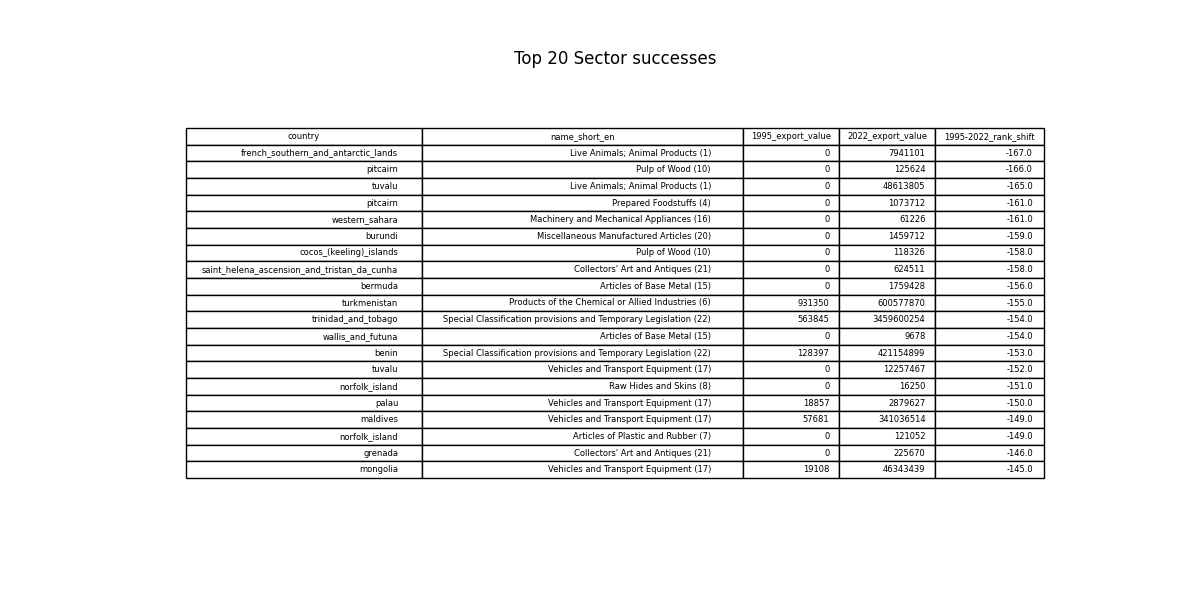 Top 20 Sector successes
country name_short_en 1995_export_value 2022_export_value 1995-2022_rank_shift
french_southern_and_antarctic_lands Live Animals; Animal Products (1) 0 7941101 -167.0
pitcairn Pulp of Wood (10) 0 125624 -166.0
tuvalu Live Animals; Animal Products (1) 0 48613805 -165.0
pitcairn Prepared Foodstuffs (4) 0 1073712 -161.0
western_sahara Machinery and Mechanical Appliances (16) 0 61226 -161.0
burundi Miscellaneous Manufactured Articles (20) 0 1459712 -159.0
cocos_(keeling)_islands Pulp of Wood (10) 0 118326 -158.0
saint_helena_ascension_and_tristan_da_cunha Collectors' Art and Antiques (21) 0 624511 -158.0
bermuda Articles of Base Metal (15) 0 1759428 -156.0
turkmenistan Products of the Chemical or Allied Industries (6) 931350 600577870 -155.0
trinidad_and_tobago Special Classification provisions and Temporary Legislation (22) 563845 3459600254 -154.0
wallis_and_futuna Articles of Base Metal (15) 0 9678 -154.0
benin Special Classification provisions and Temporary Legislation (22) 128397 421154899 -153.0
tuvalu Vehicles and Transport Equipment (17) 0 12257467 -152.0
norfolk_island Raw Hides and Skins (8) 0 16250 -151.0
palau Vehicles and Transport Equipment (17) 18857 2879627 -150.0
maldives Vehicles and Transport Equipment (17) 57681 341036514 -149.0
norfolk_island Articles of Plastic and Rubber (7) 0 121052 -149.0
grenada Collectors' Art and Antiques (21) 0 225670 -146.0
mongolia Vehicles and Transport Equipment (17) 19108 46343439 -145.0